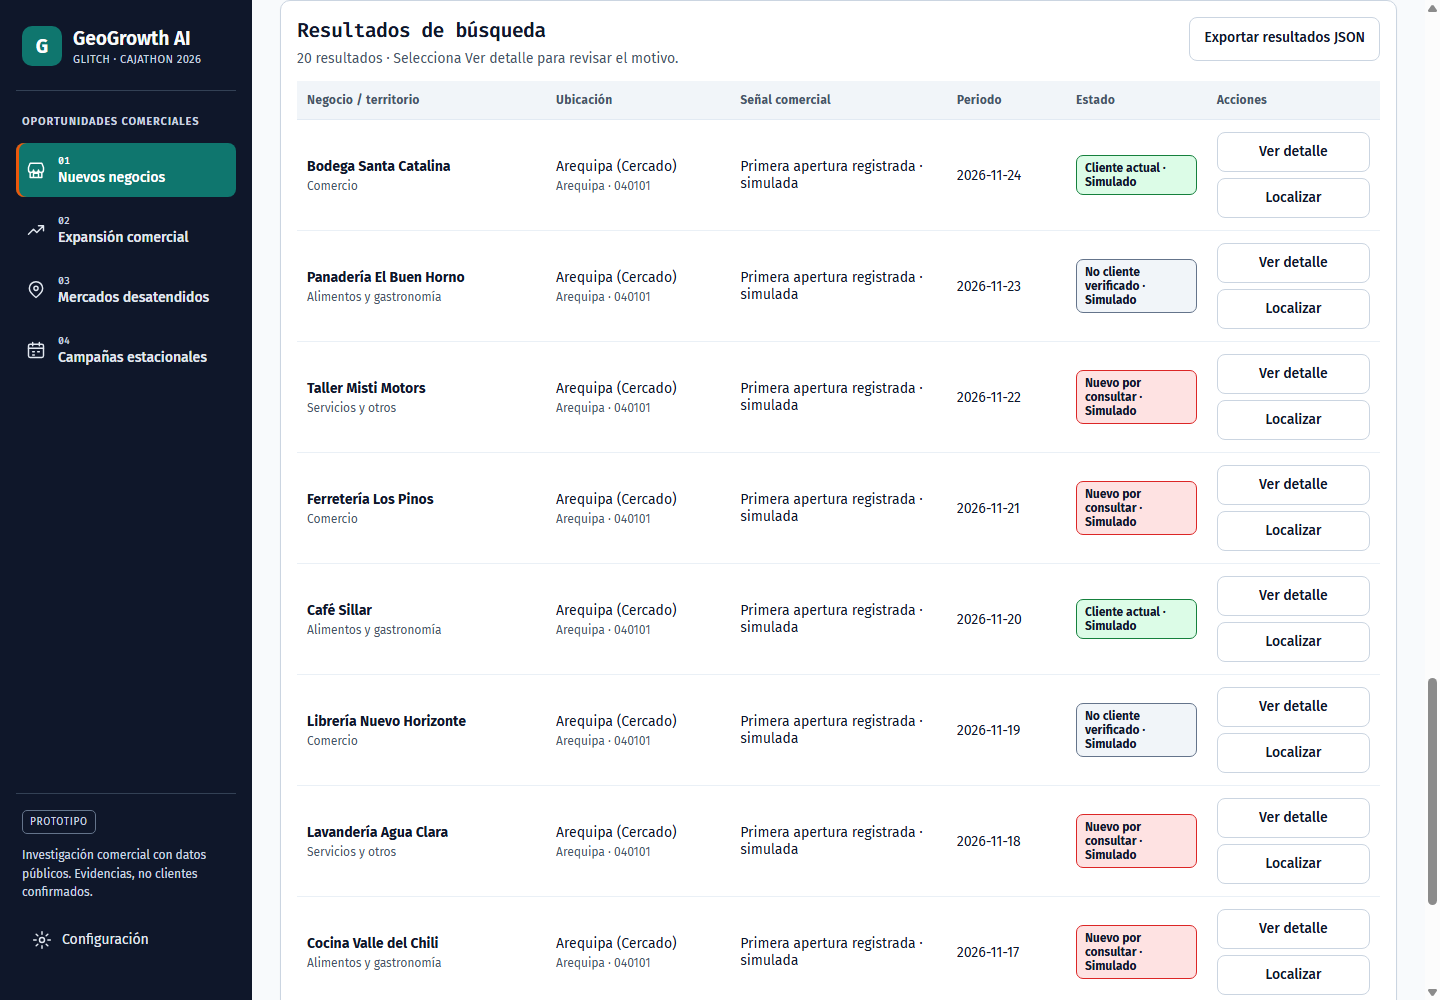 G
GeoGrowth AI
GLITCH · CAJATHON 2026
OPORTUNIDADES COMERCIALES
01
Nuevos negocios
02
Expansión comercial
03
Mercados desatendidos
04
Campañas estacionales
PROTOTIPO
Investigación comercial con datos
públicos. Evidencias, no clientes
confirmados.
Configuración
Resultados de búsqueda
20 resultados · Selecciona Ver detalle para revisar el motivo.
Exportar resultados JSON
Negocio / territorio Ubicación Señal comercial Periodo Estado Acciones
Bodega Santa Catalina
Comercio
Arequipa (Cercado)
Arequipa · 040101
Primera apertura registrada ·
simulada
2026-11-24
Cliente actual ·
Simulado
Ver detalle
Localizar
Panadería El Buen Horno
Alimentos y gastronomía
Arequipa (Cercado)
Arequipa · 040101
Primera apertura registrada ·
simulada
2026-11-23
No cliente
verificado ·
Simulado
Ver detalle
Localizar
Taller Misti Motors
Servicios y otros
Arequipa (Cercado)
Arequipa · 040101
Primera apertura registrada ·
simulada
2026-11-22
Nuevo por
consultar ·
Simulado
Ver detalle
Localizar
Ferretería Los Pinos
Comercio
Arequipa (Cercado)
Arequipa · 040101
Primera apertura registrada ·
simulada
2026-11-21
Nuevo por
consultar ·
Simulado
Ver detalle
Localizar
Café Sillar
Alimentos y gastronomía
Arequipa (Cercado)
Arequipa · 040101
Primera apertura registrada ·
simulada
2026-11-20
Cliente actual ·
Simulado
Ver detalle
Localizar
Librería Nuevo Horizonte
Comercio
Arequipa (Cercado)
Arequipa · 040101
Primera apertura registrada ·
simulada
2026-11-19
No cliente
verificado ·
Simulado
Ver detalle
Localizar
Lavandería Agua Clara
Servicios y otros
Arequipa (Cercado)
Arequipa · 040101
Primera apertura registrada ·
simulada
2026-11-18
Nuevo por
consultar ·
Simulado
Ver detalle
Localizar
Cocina Valle del Chili
Alimentos y gastronomía
Arequipa (Cercado)
Arequipa · 040101
Primera apertura registrada ·
simulada
2026-11-17
Nuevo por
consultar ·
Simulado
Ver detalle
Localizar